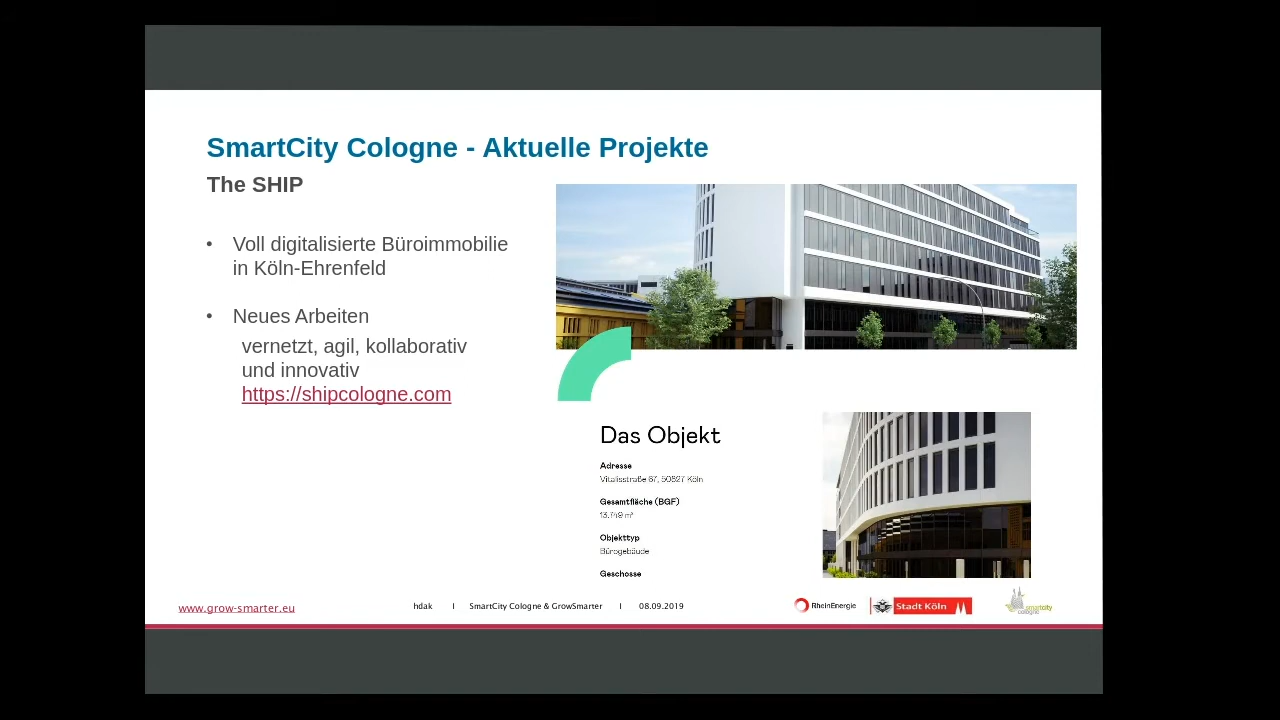 SmartCity Cologne - Aktuelle Projekte
The SHIP
• Voll digitalisierte Büroimmobilie
in Köln-Ehrenfeld
• Neues Arbeiten
vernetzt, agil, kollaborativ
und innovativ
https://shipcologne.com
Das Objekt
Adresse
Vitalisstraße 67, 50827 Köln
Gesamtfläche (BGF)
13.749 m²
Objekttyp
Bürogebäude
Geschosse
www.grow-smarter.eu
hdak I SmartCity Cologne & GrowSmarter I 08.09.2019
RheinEnergie
Stadt Köln
smartcity
cologne